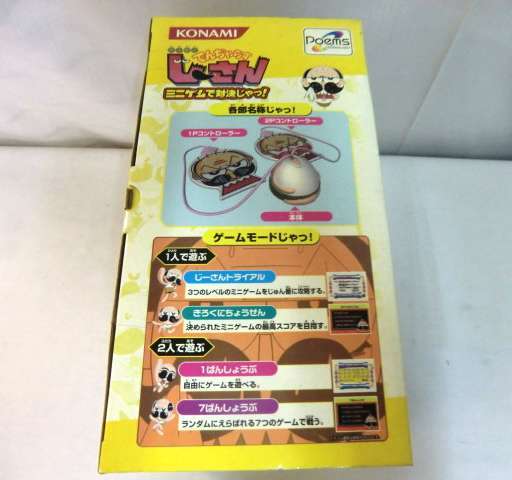 KONAMI
Poems
でんぢゃらす
じーさん
ミニゲームで対決じゃっ!
各部名称じゃっ!
2Pコントローラー
1Pコントローラー
本体
ゲームモードじゃっ!
1人で遊ぶ
じーさんトライアル
3つのレベルのミニゲームをじゅん番に攻略する。
きろくにちょうせん
決められたミニゲームの最高スコアを目指す。
2人で遊ぶ
1ばんしょうぶ
自由にゲームを遊べる。
7ばんしょうぶ
ランダムにえらばれる7つのゲームで戦う。